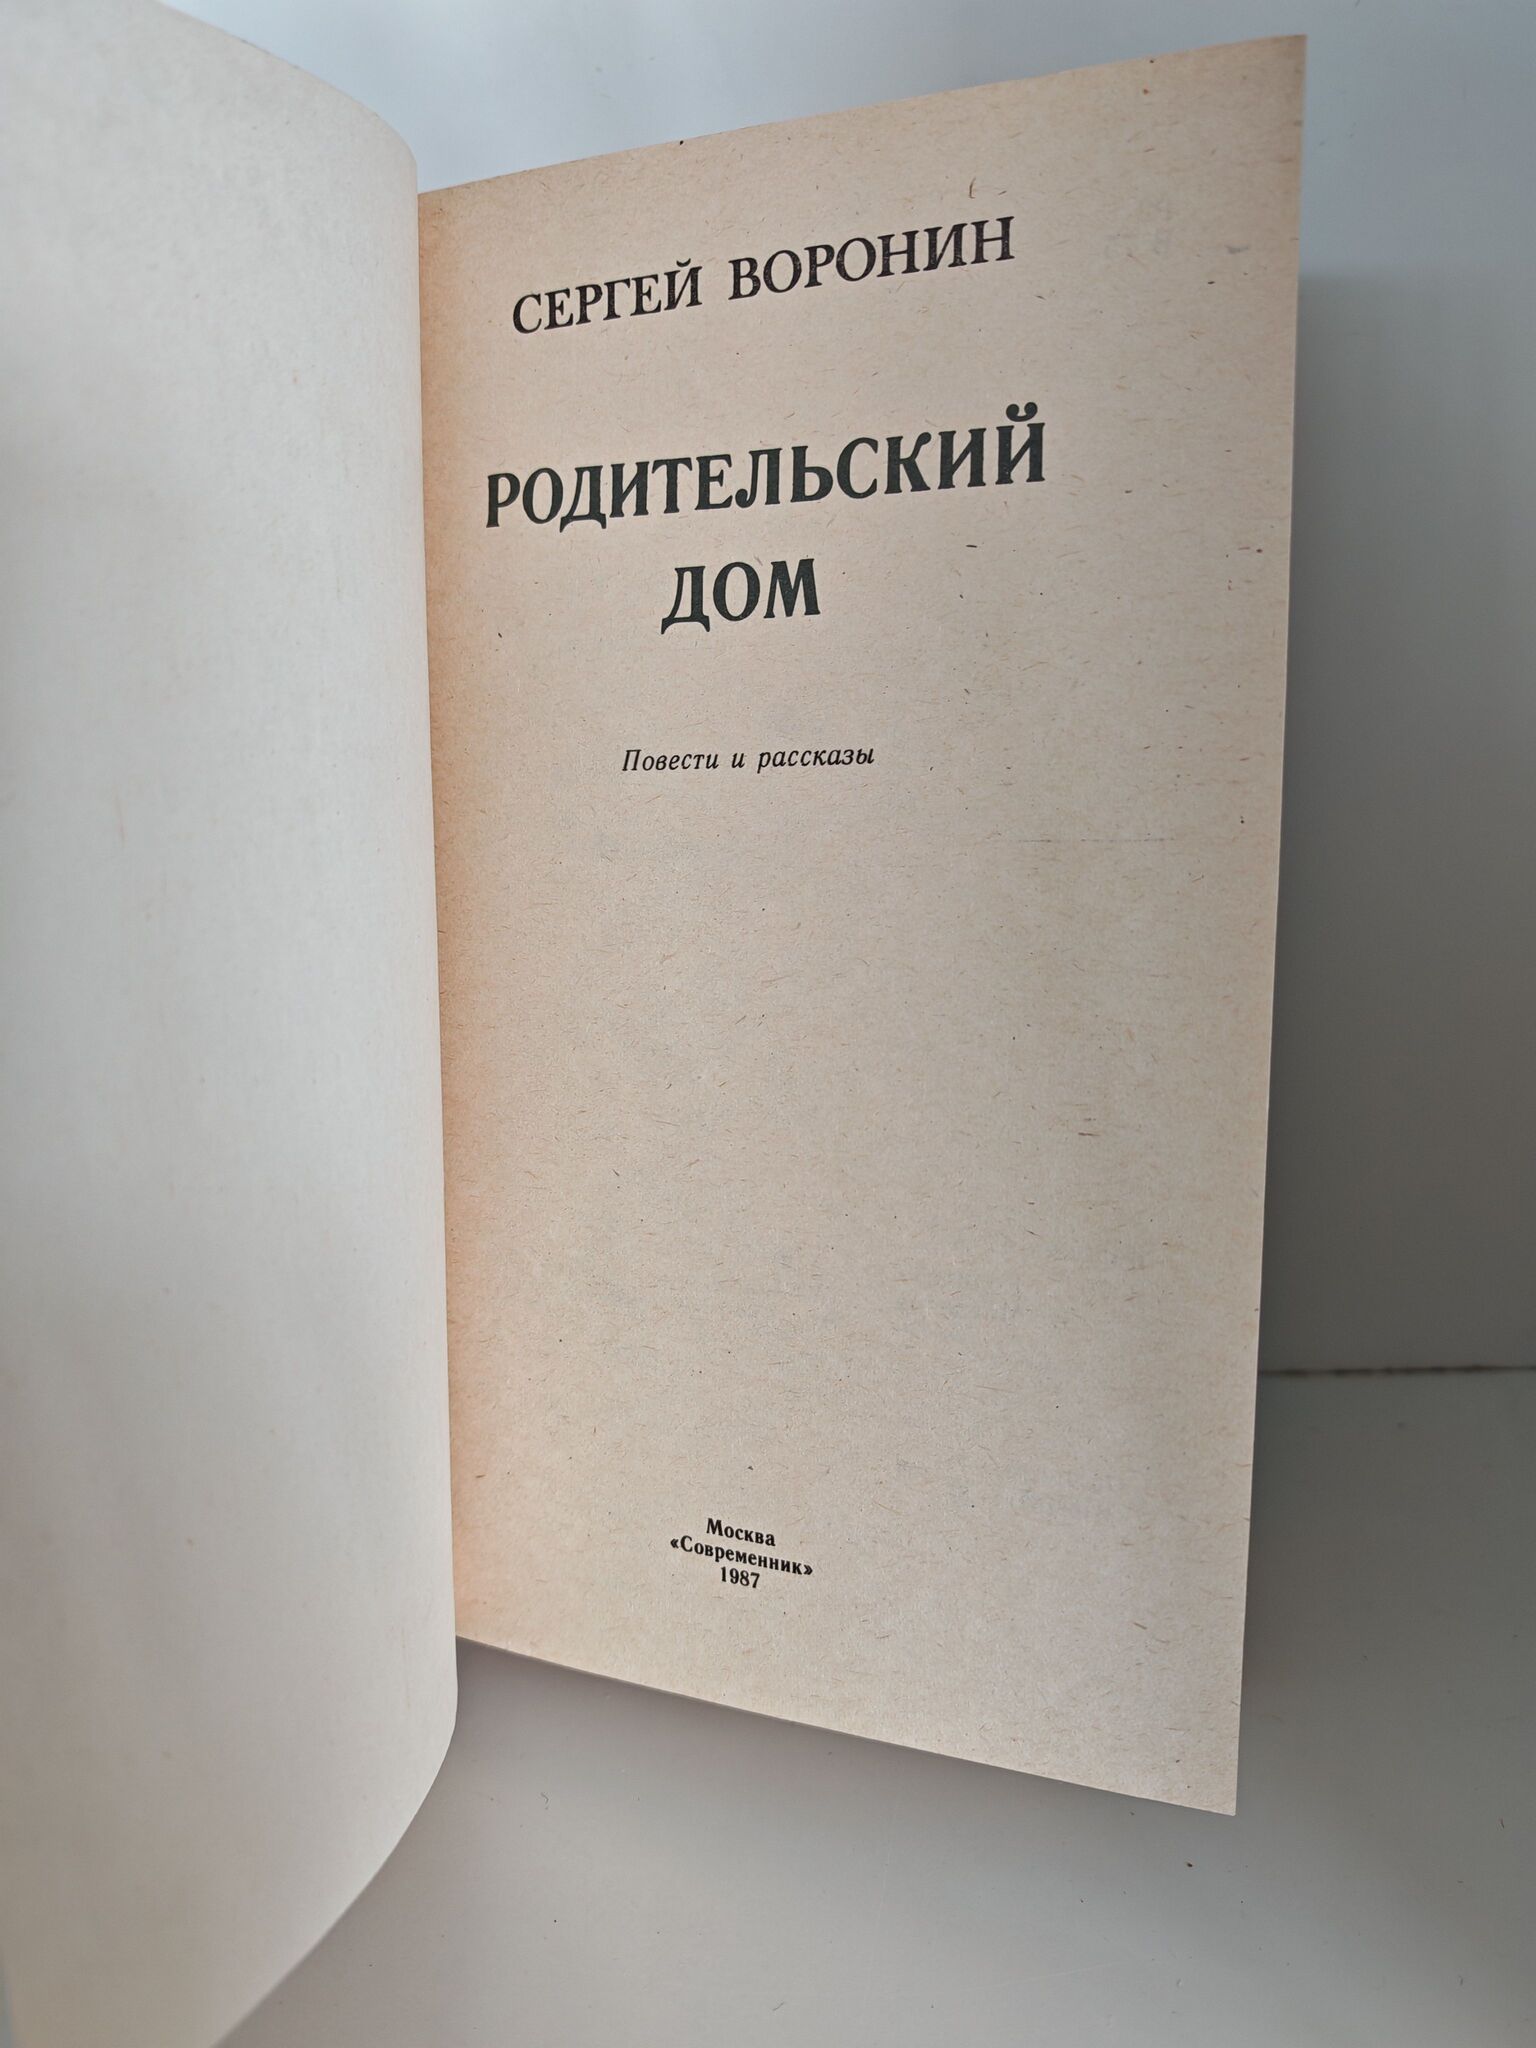 СЕРГЕЙ ВОРОНИН
РОДИТЕЛЬСКИЙ
ДОМ
Повести и рассказы
Москва
«Современник»
1987